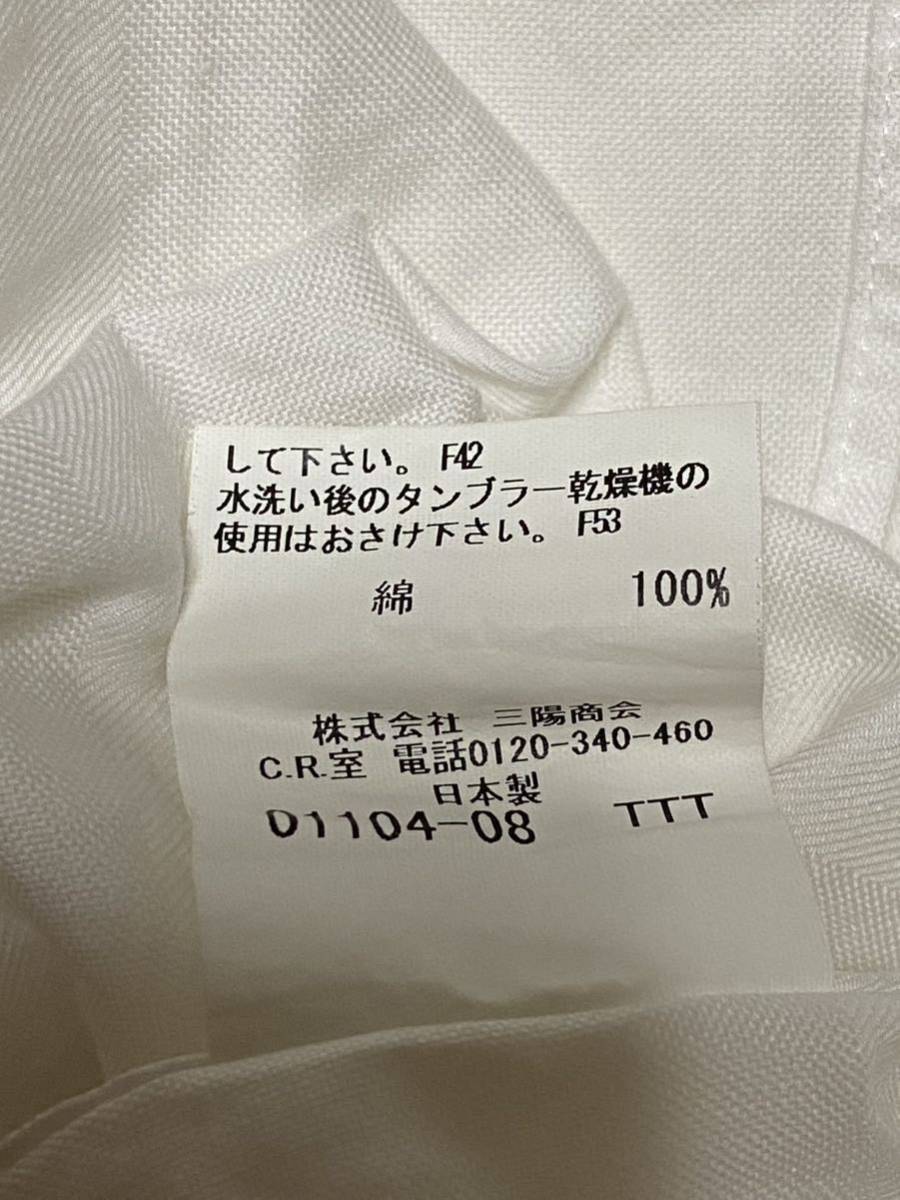 して下さい。 F42
水洗い後のタンブラー乾燥機の
使用はおさけ下さい。 F53
綿 100%
株式会社 三陽商会
C.R.室 電話0120-340-460
日本製
01104-08 TTT